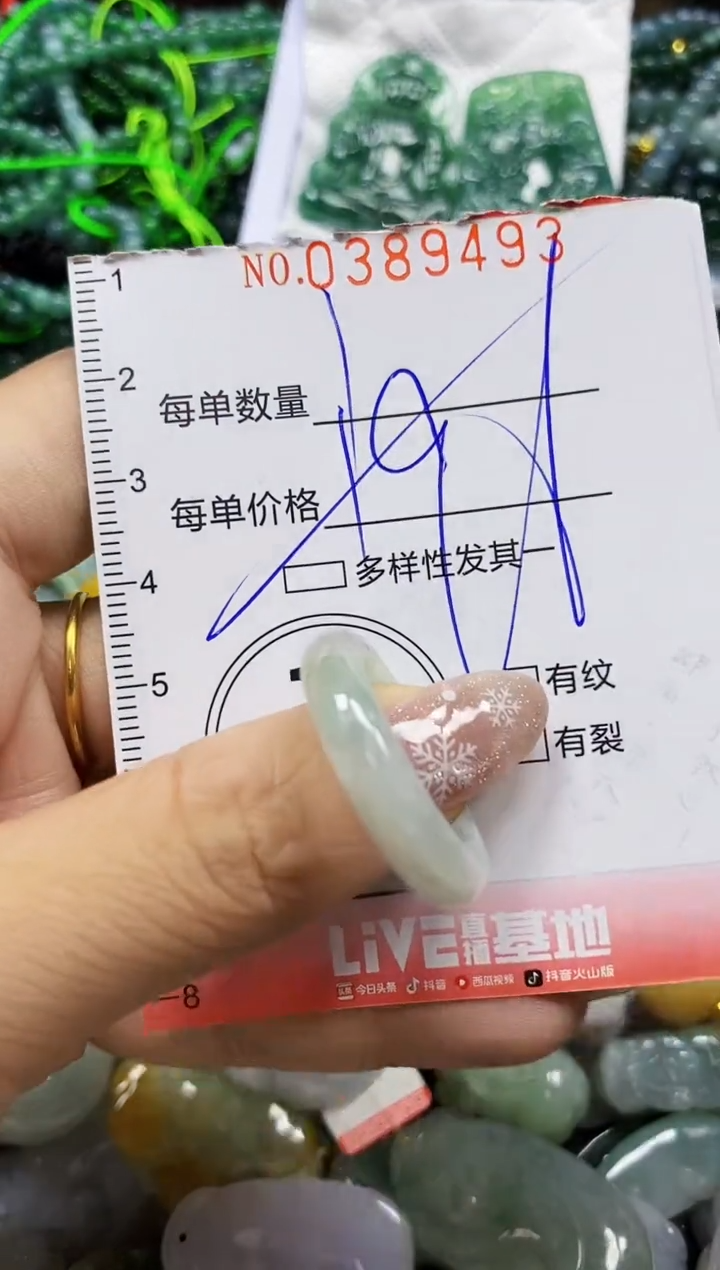 NO.0389493
1
2
每单数量
3
每单价格
4
多样性发其一
5
有纹
有裂
LiVE直播基地
头条 今日头条 抖音 西瓜视频 抖音火山版
8